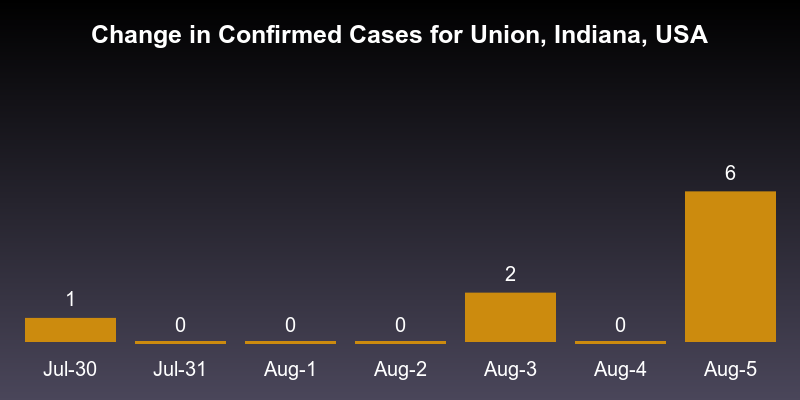 Change in Confirmed Cases for Union, Indiana, USA
1 0 0 0 2 0 6
Jul-30 Jul-31 Aug-1 Aug-2 Aug-3 Aug-4 Aug-5